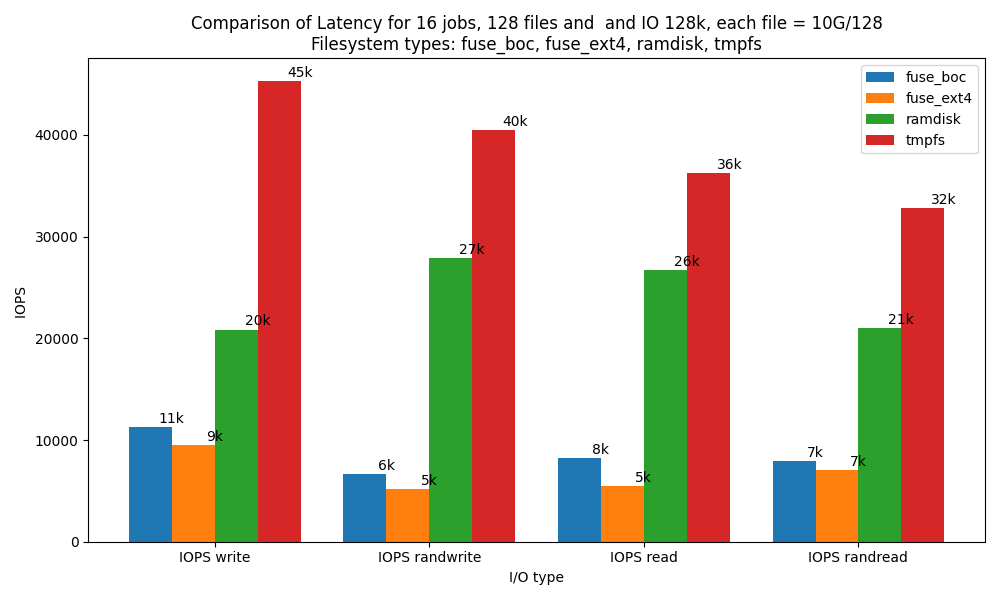 Comparison of Latency for 16 jobs, 128 files and  and IO 128k, each file = 10G/128
Filesystem types: fuse_boc, fuse_ext4, ramdisk, tmpfs
fuse_boc
fuse_ext4
ramdisk
tmpfs
IOPS
40000
30000
20000
10000
0
11k
9k
20k
45k
6k
5k
27k
40k
8k
5k
26k
36k
7k
7k
21k
32k
IOPS write
IOPS randwrite
IOPS read
IOPS randread
I/O type